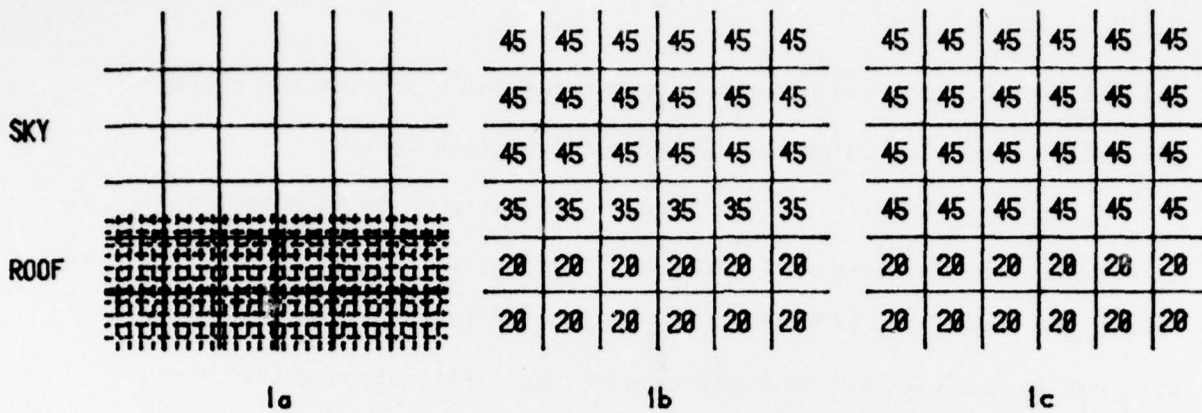 45 45 45 45 45 45 45 45 45 45 45 45
45 45 45 45 45 45 45 45 45 45 45 45
SKY 45 45 45 45 45 45 45 45 45 45 45 45
35 35 35 35 35 35 45 45 45 45 45 45
ROOF 20 20 20 20 20 20 20 20 20 20 20 20
20 20 20 20 20 20 20 20 20 20 20 20
1a 1b 1c